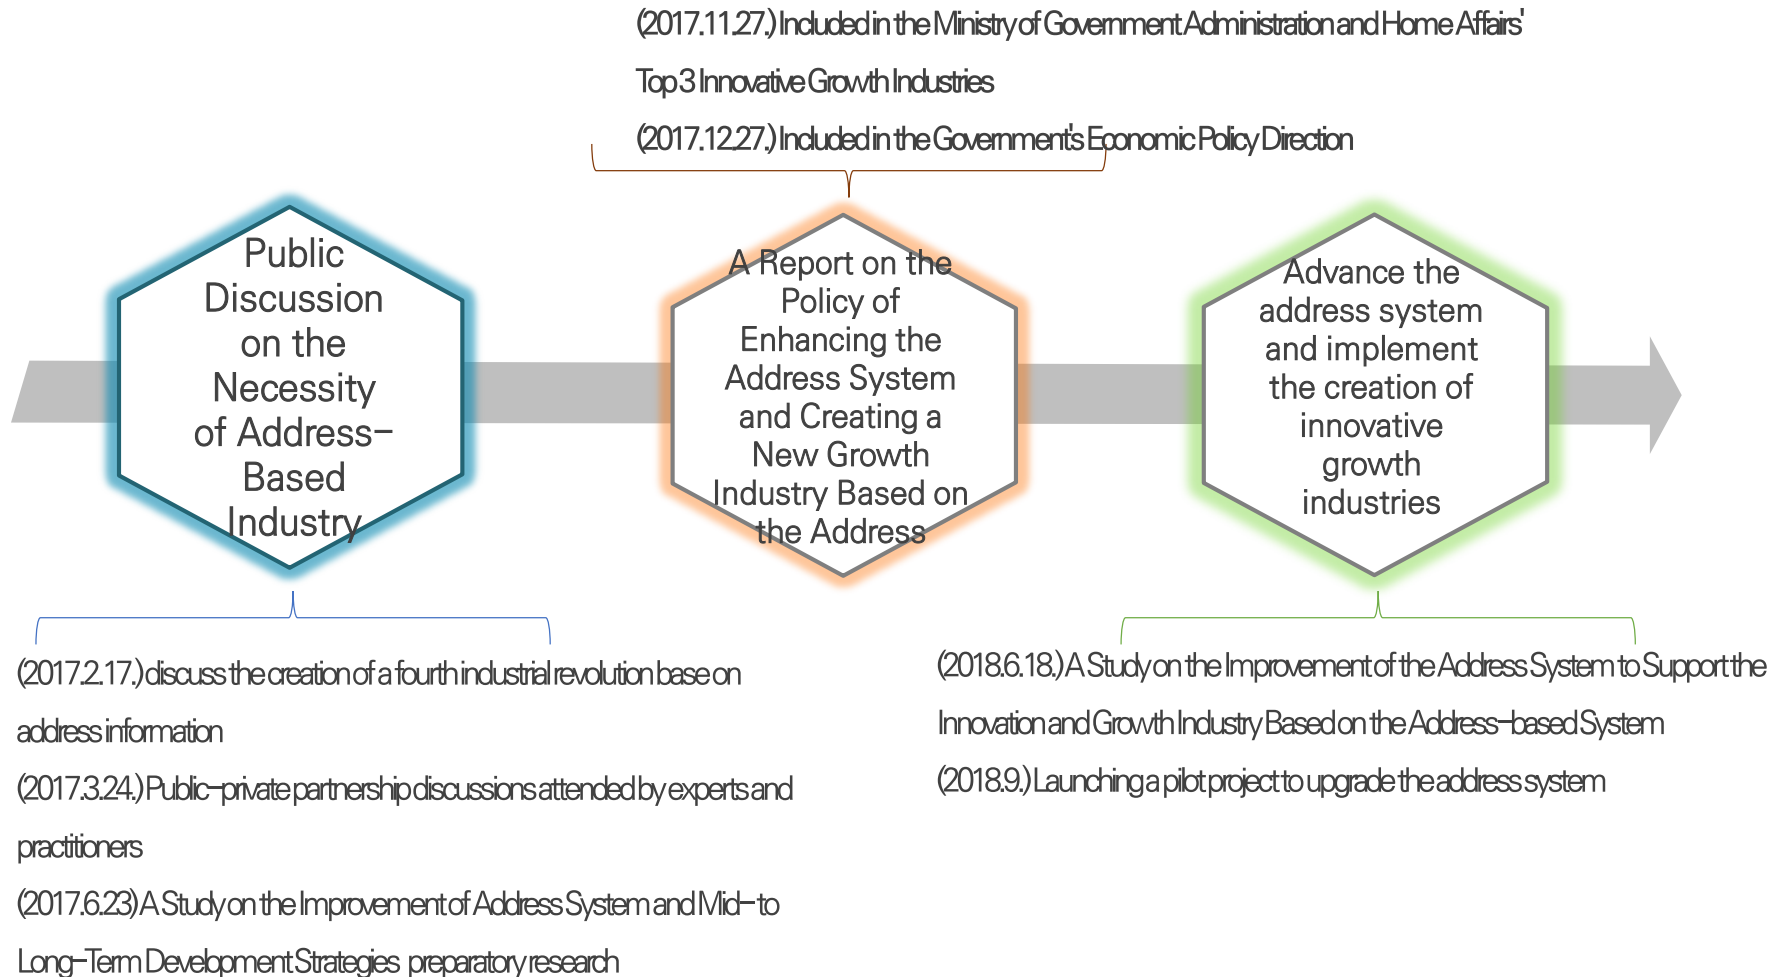 (2017.11.27.) Included in the Ministry of Government Administration and Home Affairs'
Top 3 Innovative Growth Industries
(2017.12.27.) Included in the Government's Economic Policy Direction
Public
Discussion
on the
Necessity
of Address-
Based
Industry
A Report on the
Policy of
Enhancing the
Address System
and Creating a
New Growth
Industry Based on
the Address
Advance the
address system
and implement
the creation of
innovative
growth
industries
(2017.2.17.) discuss the creation of a fourth industrial revolution base on
address information
(2017.3.24.) Public-private partnership discussions attended by experts and
practitioners
(2017.6.23) A Study on the Improvement of Address System and Mid- to
Long-Term Development Strategies preparatory research
(2018.6.18.) A Study on the Improvement of the Address System to Support the
Innovation and Growth Industry Based on the Address-based System
(2018.9.) Launching a pilot project to upgrade the address system